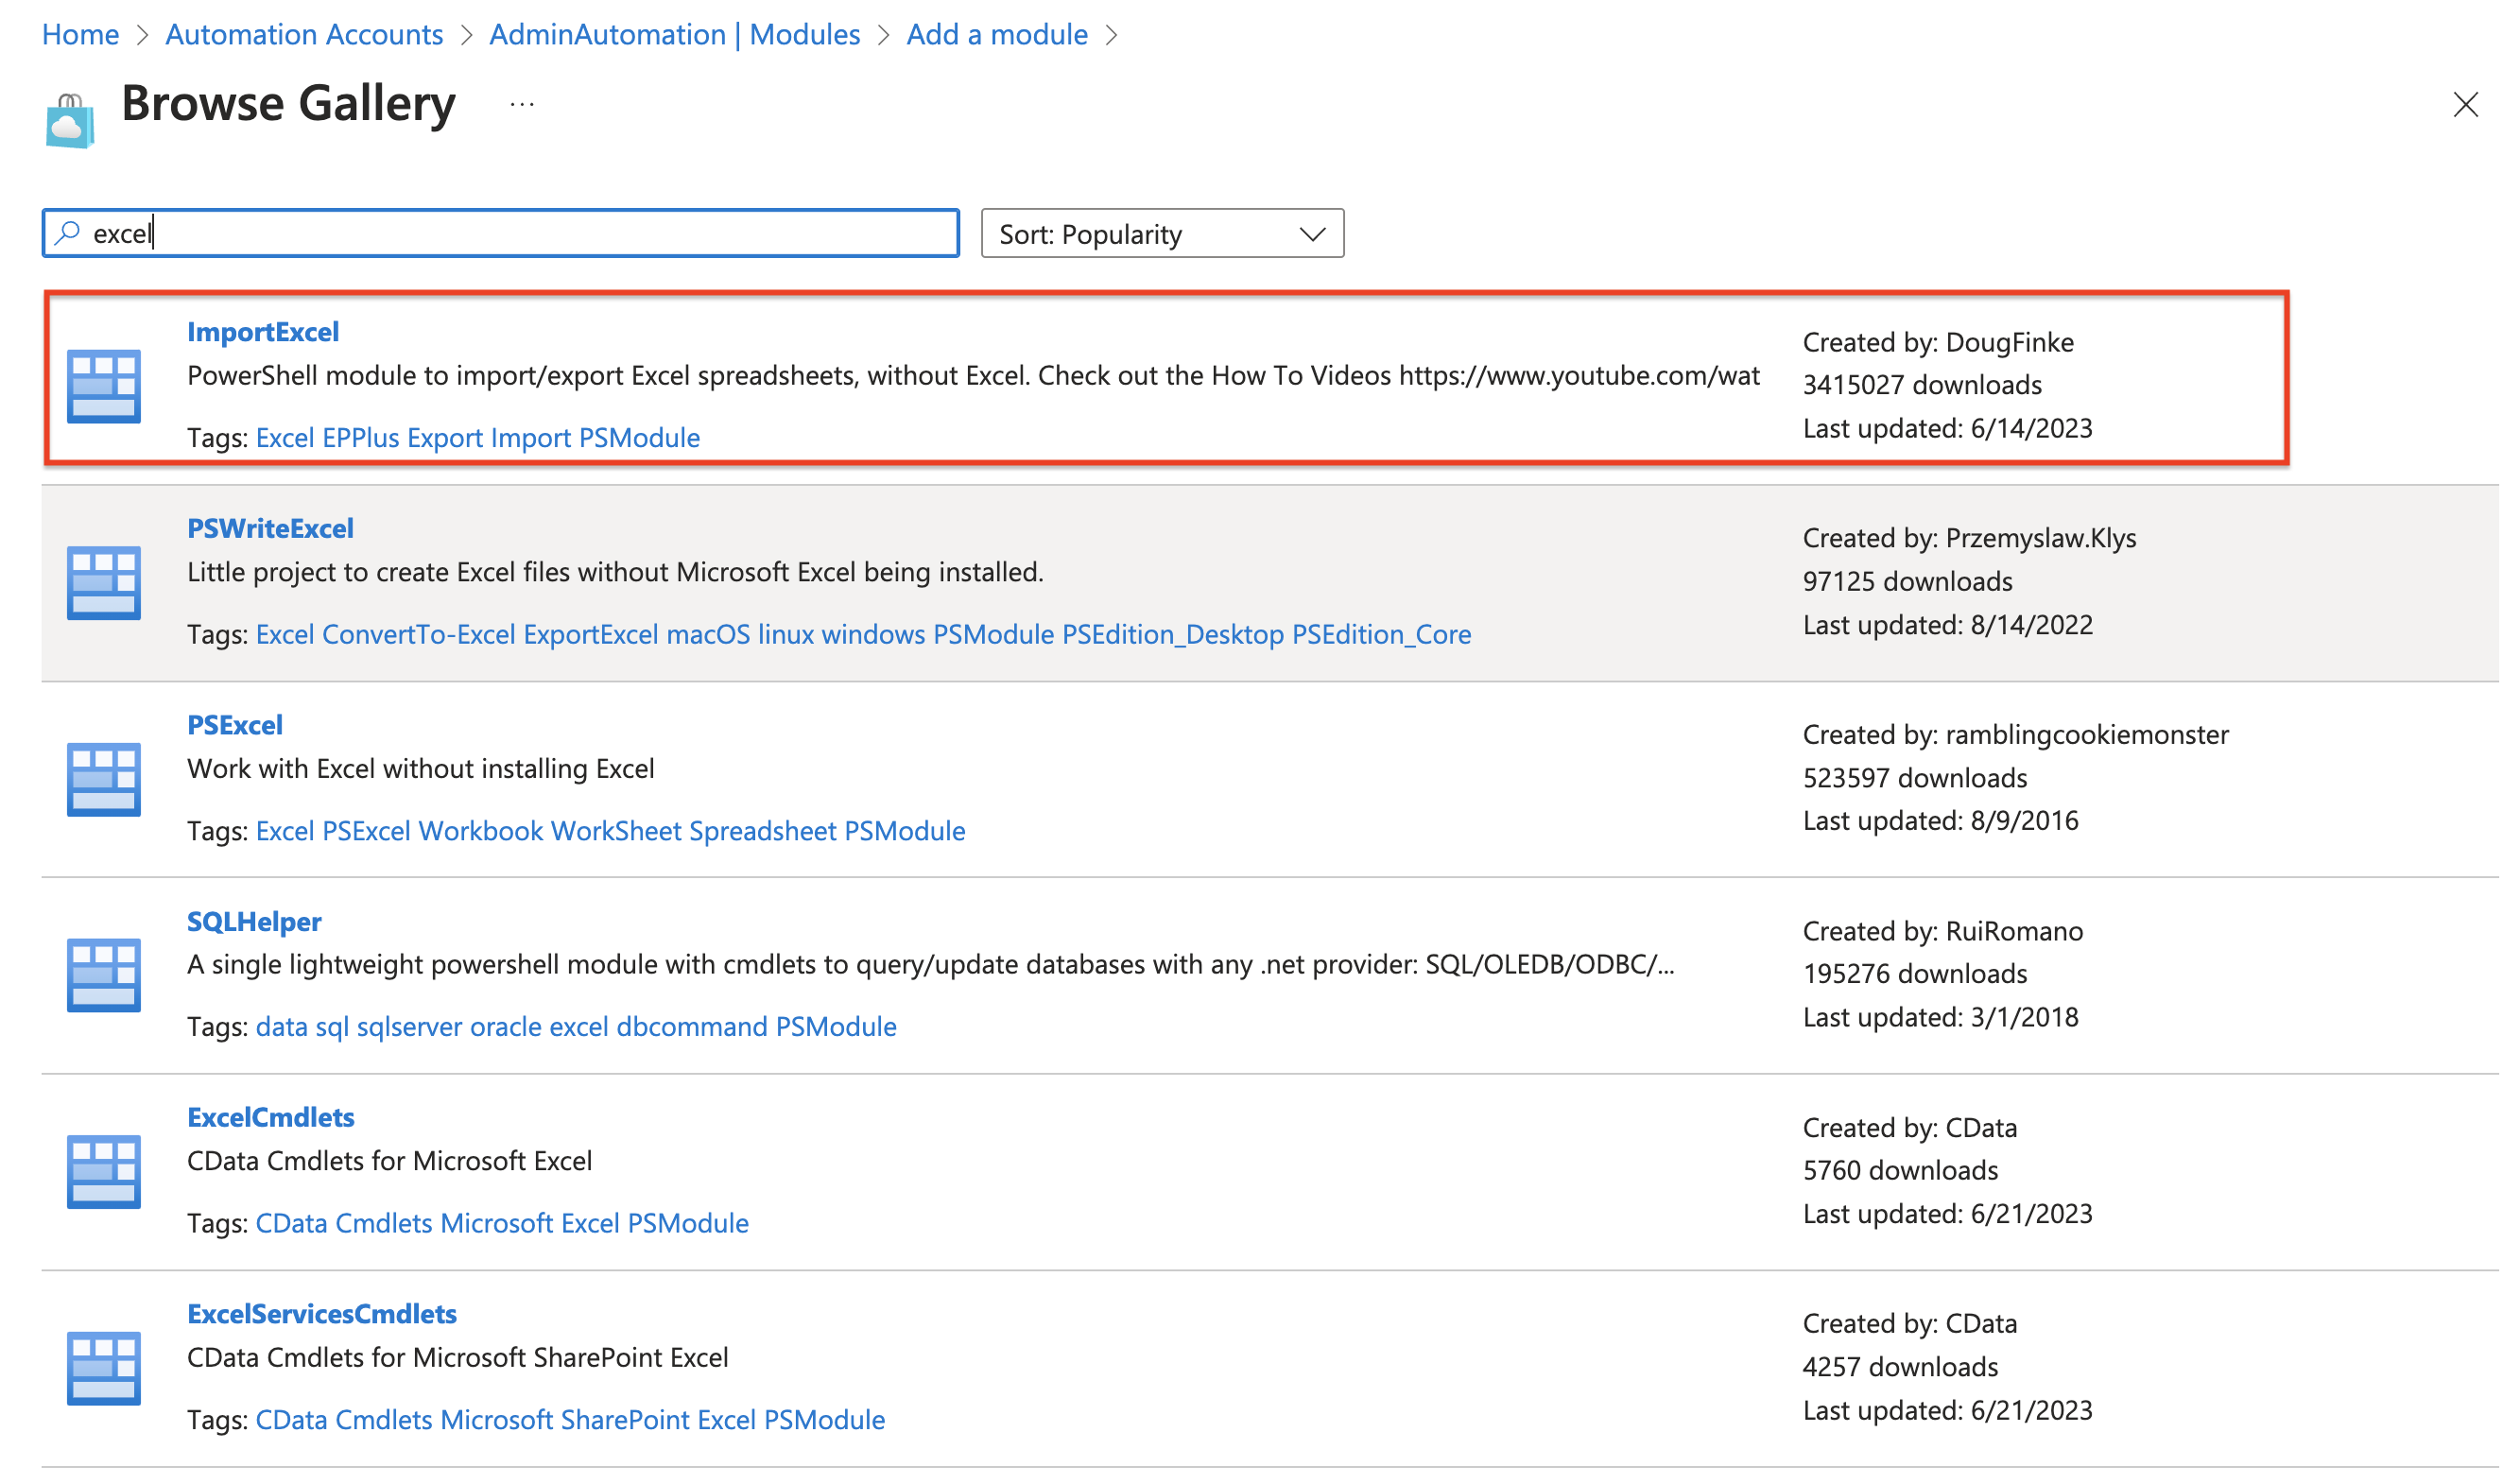 Home > Automation Accounts > AdminAutomation | Modules > Add a module >
Browse Gallery ...
excel
Sort: Popularity
ImportExcel
PowerShell module to import/export Excel spreadsheets, without Excel. Check out the How To Videos https://www.youtube.com/wat
Tags: Excel EPPlus Export Import PSModule
Created by: DougFinke
3415027 downloads
Last updated: 6/14/2023
PSWriteExcel
Little project to create Excel files without Microsoft Excel being installed.
Tags: Excel ConvertTo-Excel ExportExcel macOS linux windows PSModule PSEdition_Desktop PSEdition_Core
Created by: Przemyslaw.Klys
97125 downloads
Last updated: 8/14/2022
PSExcel
Work with Excel without installing Excel
Tags: Excel PSExcel Workbook WorkSheet Spreadsheet PSModule
Created by: ramblingcookiemonster
523597 downloads
Last updated: 8/9/2016
SQLHelper
A single lightweight powershell module with cmdlets to query/update databases with any .net provider: SQL/OLEDB/ODBC/...
Tags: data sql sqlserver oracle excel dbcommand PSModule
Created by: RuiRomano
195276 downloads
Last updated: 3/1/2018
ExcelCmdlets
CData Cmdlets for Microsoft Excel
Tags: CData Cmdlets Microsoft Excel PSModule
Created by: CData
5760 downloads
Last updated: 6/21/2023
ExcelServicesCmdlets
CData Cmdlets for Microsoft SharePoint Excel
Tags: CData Cmdlets Microsoft SharePoint Excel PSModule
Created by: CData
4257 downloads
Last updated: 6/21/2023